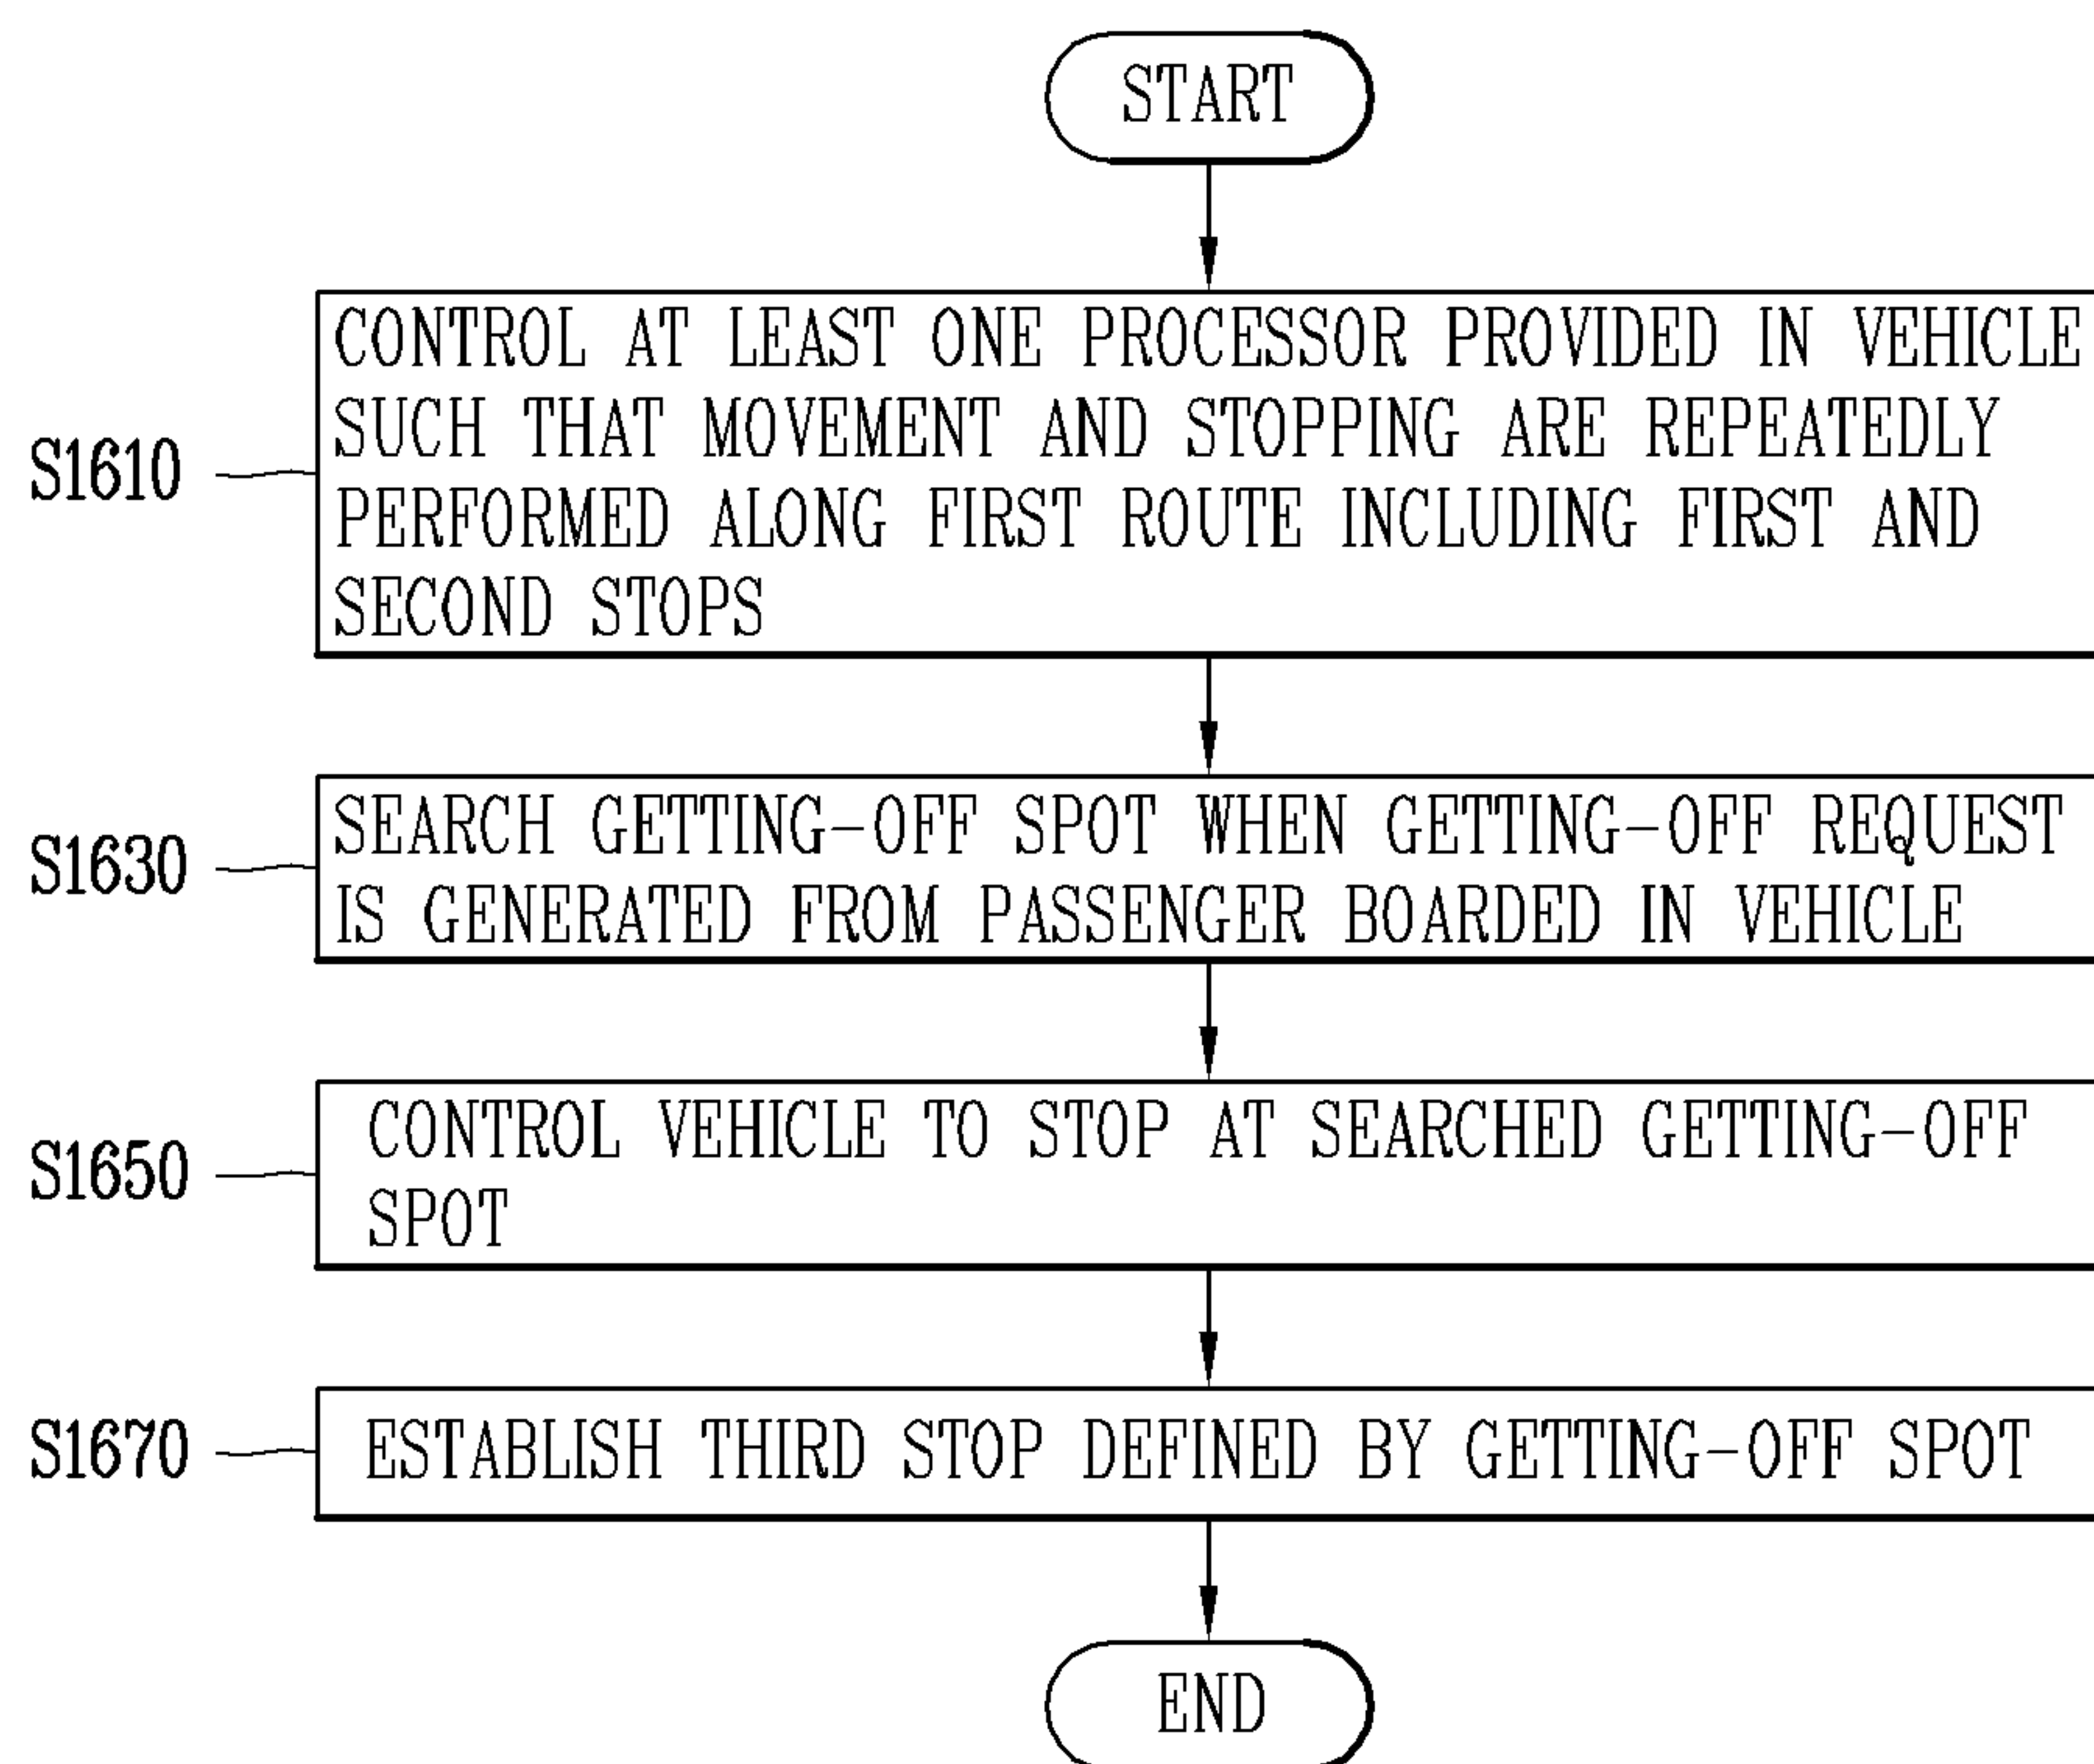 START
CONTROL AT LEAST ONE PROCESSOR PROVIDED IN VEHICLE
SUCH THAT MOVEMENT AND STOPPING ARE REPEATEDLY
PERFORMED ALONG FIRST ROUTE INCLUDING FIRST AND
SECOND STOPS
S1610
SEARCH GETTING-OFF SPOT WHEN GETTING-OFF REQUEST
IS GENERATED FROM PASSENGER BOARDED IN VEHICLE
S1630
CONTROL VEHICLE TO STOP AT SEARCHED GETTING-OFF
SPOT
S1650
ESTABLISH THIRD STOP DEFINED BY GETTING-OFF SPOT
S1670
END